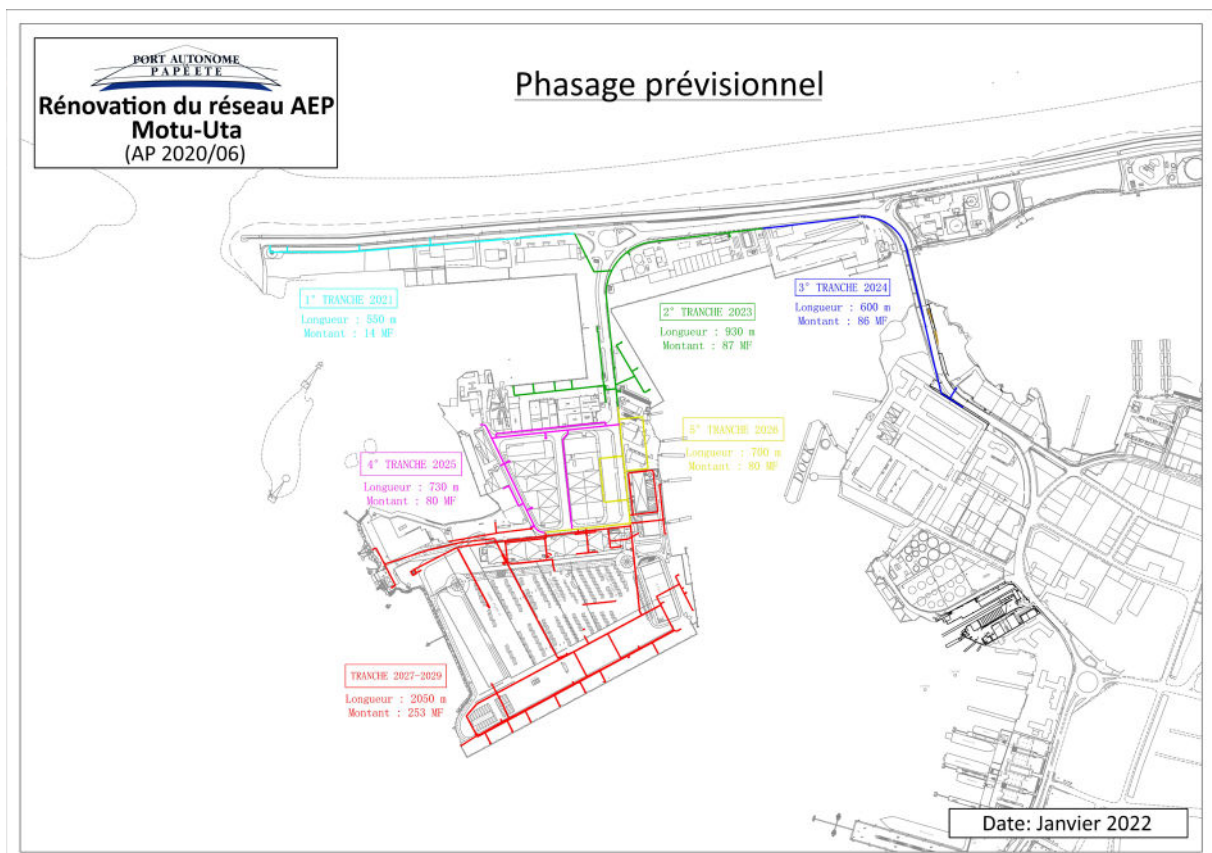 PORT AUTONOME
PAPEETE
Rénovation du réseau AEP
Motu-Uta
(AP 2020/06)
Phasage prévisionnel
1° TRANCHE 2021
Longueur : 550 m
Montant : 14 MF
2° TRANCHE 2023
Longueur : 930 m
Montant : 87 MF
3° TRANCHE 2024
Longueur : 600 m
Montant : 86 MF
4° TRANCHE 2025
Longueur : 730 m
Montant : 80 MF
5° TRANCHE 2026
Longueur : 700 m
Montant : 80 MF
TRANCHE 2027-2029
Longueur : 2050 m
Montant : 253 MF
Date: Janvier 2022